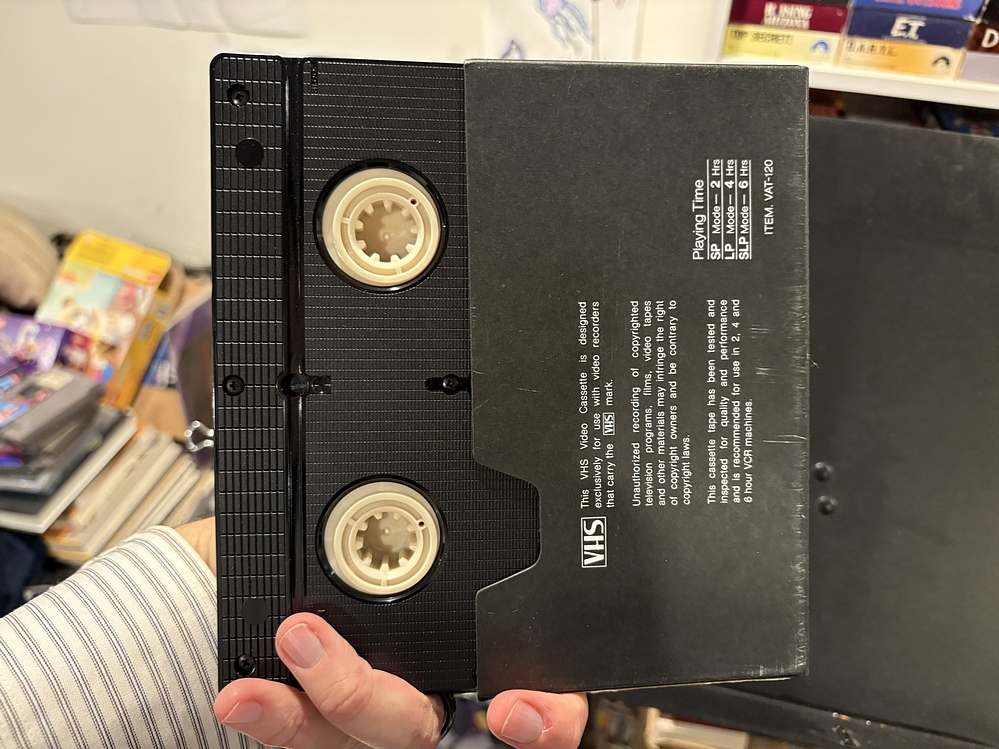 Playing Time
SP Mode — 2 Hrs
LP Mode — 4 Hrs
SLP Mode — 6 Hrs
ITEM. VAT-120
VHS
This VHS Video Cassette is designed
exclusively for use with video recorders
that carry the VHS mark.
Unauthorized recording of copyrighted
television programs, films, video tapes
and other materials may infringe the right
of copyright owners and be contrary to
copyright laws.
This cassette tape has been tested and
inspected for quality and performance
and is recommended for use in 2, 4 and
6 hour VCR machines.
E.T.